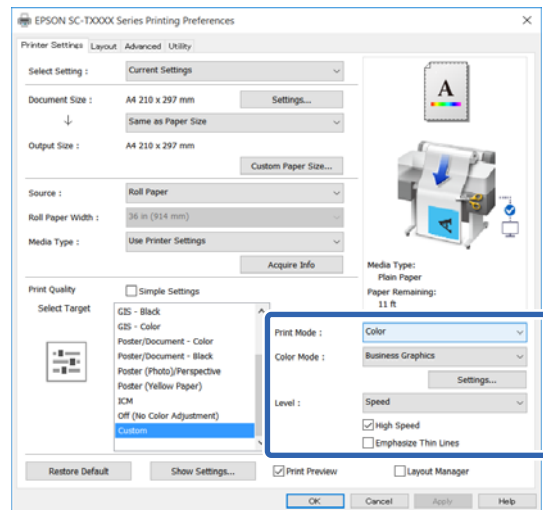 EPSON SC-TXXXX Series Printing Preferences
Printer Settings Layout Advanced Utility
Select Setting : Current Settings
Document Size : A4 210 x 297 mm Settings...
Same as Paper Size
Output Size : A4 210 x 297 mm
Custom Paper Size...
Source : Roll Paper
Roll Paper Width : 36 in (914 mm)
Media Type : Use Printer Settings
Acquire Info
A
Media Type:
Plain Paper
Paper Remaining:
11 ft
Print Quality Simple Settings
Select Target
GIS - Black
GIS - Color
Poster/Document - Color
Poster/Document - Black
Poster (Photo)/Perspective
Poster (Yellow Paper)
ICM
Off (No Color Adjustment)
Custom
Print Mode : Color
Color Mode : Business Graphics
Settings...
Level : Speed
High Speed
Emphasize Thin Lines
Restore Default Show Settings... Print Preview Layout Manager
OK Cancel Apply Help